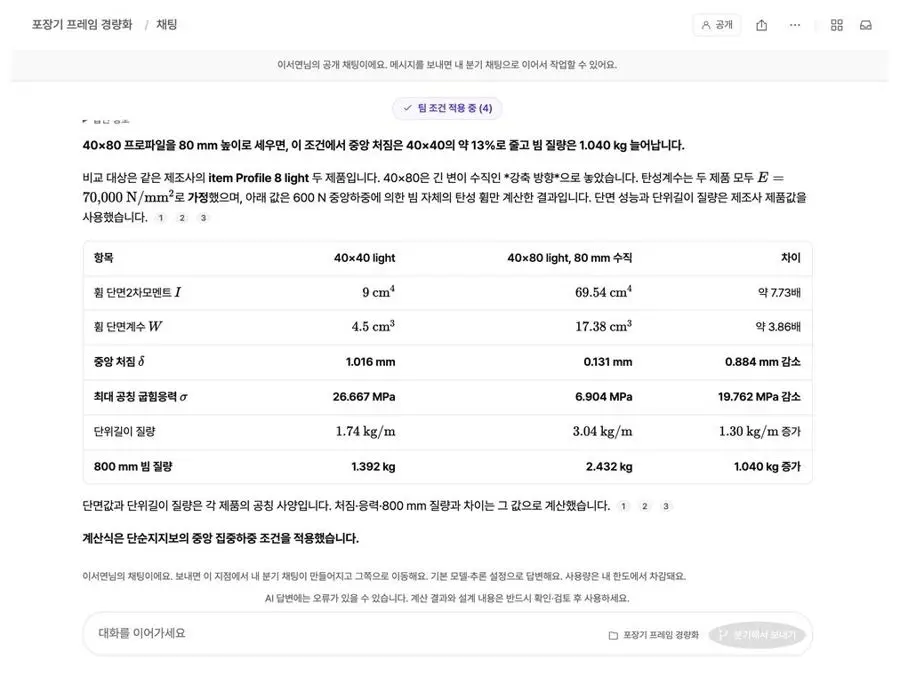 포장기 프레임 경량화 / 채팅
공개
이서면님의 공개 채팅이에요. 메시지를 보내면 내 분기 채팅으로 이어서 작업할 수 있어요.
팀 조건 적용 중 (4)
40×80 프로파일을 80 mm 높이로 세우면, 이 조건에서 중앙 처짐은 40×40의 약 13%로 줄고 빔 질량은 1.040 kg 늘어납니다.
비교 대상은 같은 제조사의 item Profile 8 light 두 제품입니다. 40×80은 긴 변이 수직인 *강축 방향*으로 놓았습니다. 탄성계수는 두 제품 모두 E =
70,000 N/mm²로 가정했으며, 아래 값은 600 N 중앙하중에 의한 빔 자체의 탄성 휨만 계산한 결과입니다. 단면 성능과 단위길이 질량은 제조사 제품값을
사용했습니다. 1 2 3
항목 40×40 light 40×80 light, 80 mm 수직 차이
휨 단면2차모멘트 I 9 cm⁴ 69.54 cm⁴ 약 7.73배
휨 단면계수 W 4.5 cm³ 17.38 cm³ 약 3.86배
중앙 처짐 δ 1.016 mm 0.131 mm 0.884 mm 감소
최대 공칭 굽힘응력 σ 26.667 MPa 6.904 MPa 19.762 MPa 감소
단위길이 질량 1.74 kg/m 3.04 kg/m 1.30 kg/m 증가
800 mm 빔 질량 1.392 kg 2.432 kg 1.040 kg 증가
단면값과 단위길이 질량은 각 제품의 공칭 사양입니다. 처짐·응력·800 mm 질량과 차이는 그 값으로 계산했습니다. 1 2 3
계산식은 단순지지보의 중앙 집중하중 조건을 적용했습니다.
이서면님의 채팅이에요. 보내면 이 지점에서 내 분기 채팅이 만들어지고 그쪽으로 이동해요. 기본 모델·추론 설정으로 답변해요. 사용량은 내 한도에서 차감돼요.
AI 답변에는 오류가 있을 수 있습니다. 계산 결과와 설계 내용은 반드시 확인·검토 후 사용하세요.
대화를 이어가세요
포장기 프레임 경량화
분기에서 보내기